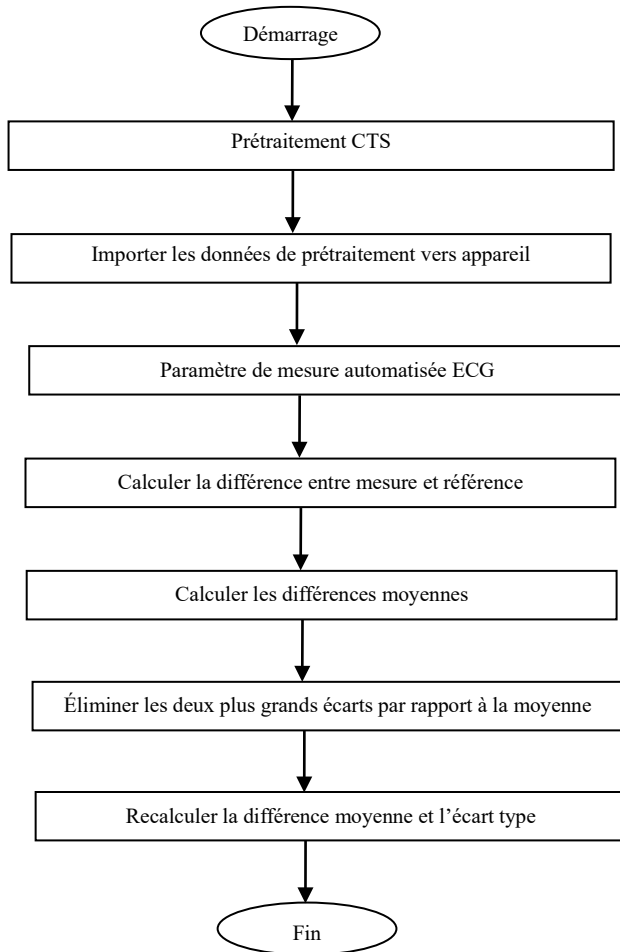 Démarrage
Prétraitement CTS
Importer les données de prétraitement vers appareil
Paramètre de mesure automatisée ECG
Calculer la différence entre mesure et référence
Calculer les différences moyennes
Éliminer les deux plus grands écarts par rapport à la moyenne
Recalculer la différence moyenne et l’écart type
Fin